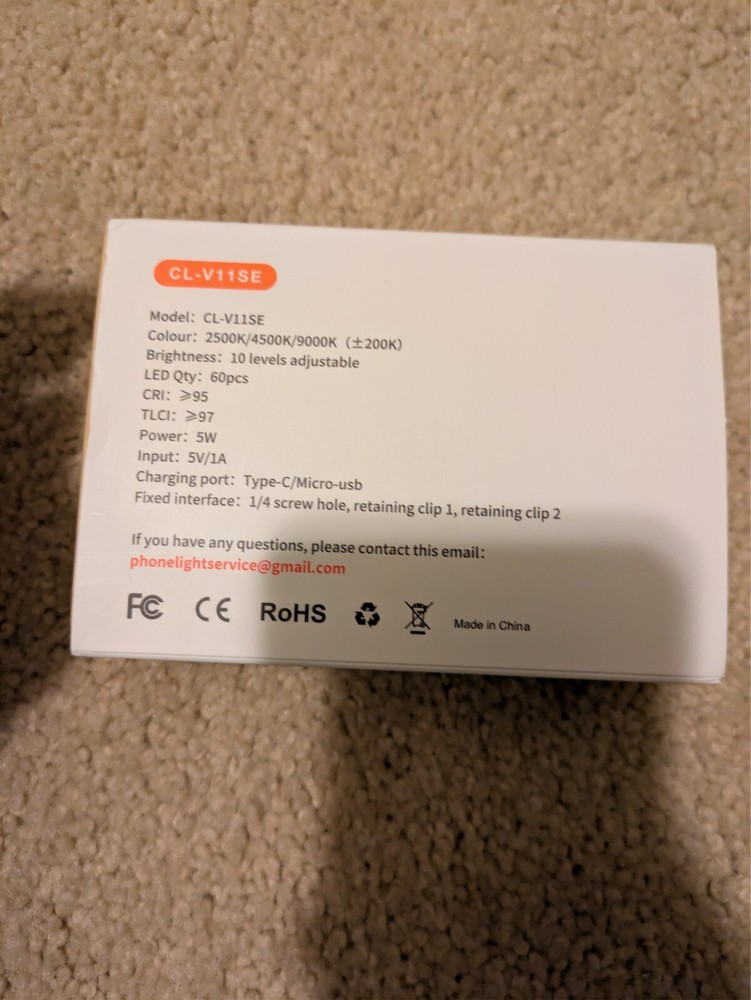 CL-V11SE
Model: CL-V11SE
Colour: 2500K/4500K/9000K (±200K)
Brightness: 10 levels adjustable
LED Qty: 60pcs
CRI: ⩾95
TLCI: ⩾97
Power: 5W
Input: 5V/1A
Charging port: Type-C/Micro-usb
Fixed interface: 1/4 screw hole, retaining clip 1, retaining clip 2
If you have any questions, please contact this email:
phonelightservice@gmail.com
FC CE RoHS Made in China